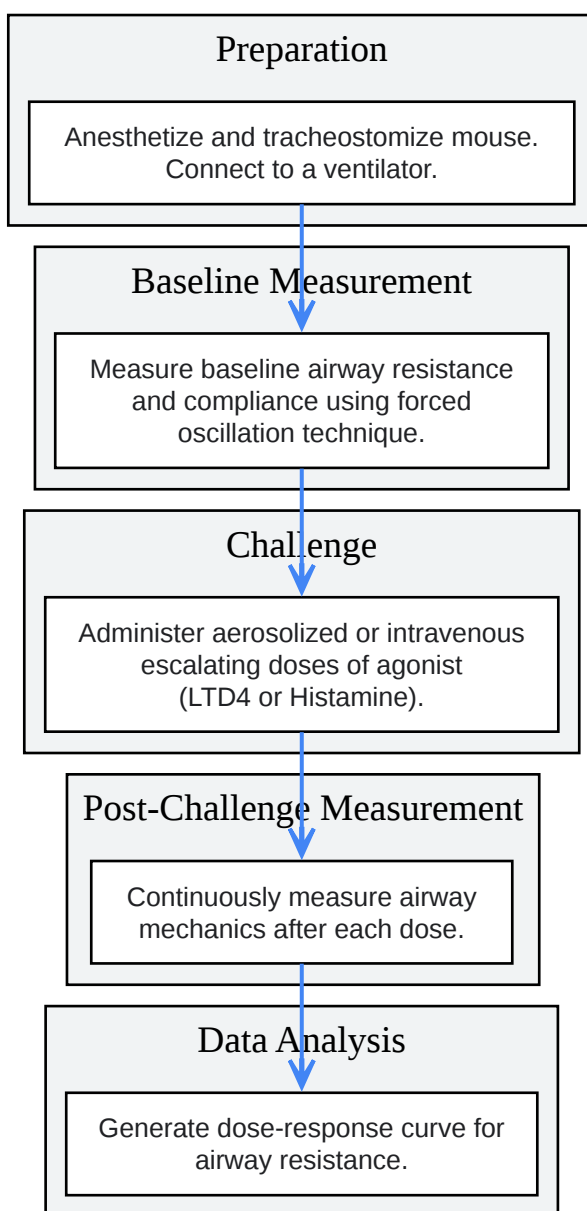 Preparation
Anesthetize and tracheostomize mouse.
Connect to a ventilator.
Baseline Measurement
Measure baseline airway resistance
and compliance using forced
oscillation technique.
Challenge
Administer aerosolized or intravenous
escalating doses of agonist
(LTD4 or Histamine).
Post-Challenge Measurement
Continuously measure airway
mechanics after each dose.
Data Analysis
Generate dose-response curve for
airway resistance.